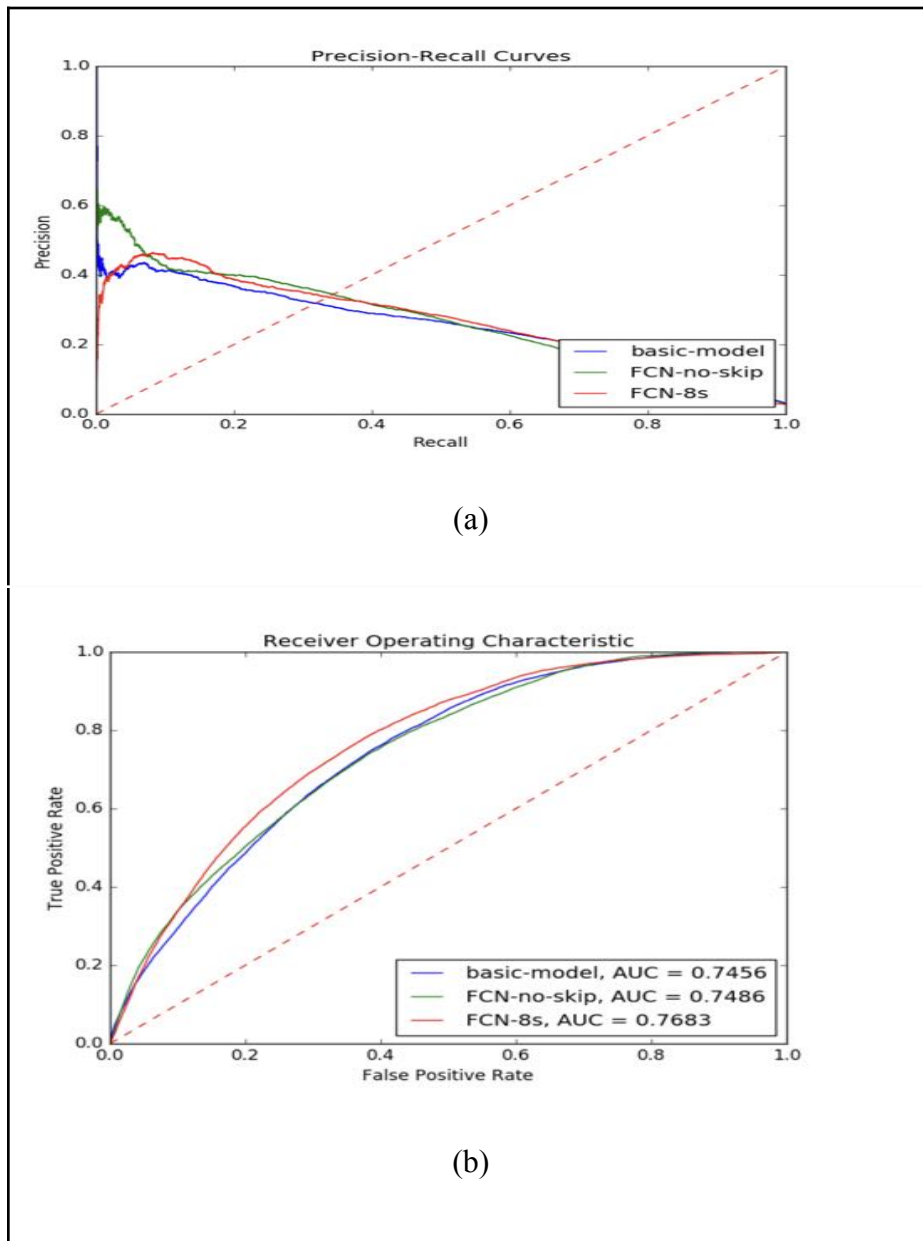 Precision-Recall Curves
1.0
0.8
0.6
0.4
0.2
0.0
Precision
0.0 0.2 0.4 0.6 0.8 1.0
Recall
basic-model
FCN-no-skip
FCN-8s
(a)
Receiver Operating Characteristic
1.0
0.8
0.6
0.4
0.2
0.0
True Positive Rate
0.0 0.2 0.4 0.6 0.8 1.0
False Positive Rate
basic-model, AUC = 0.7456
FCN-no-skip, AUC = 0.7486
FCN-8s, AUC = 0.7683
(b)